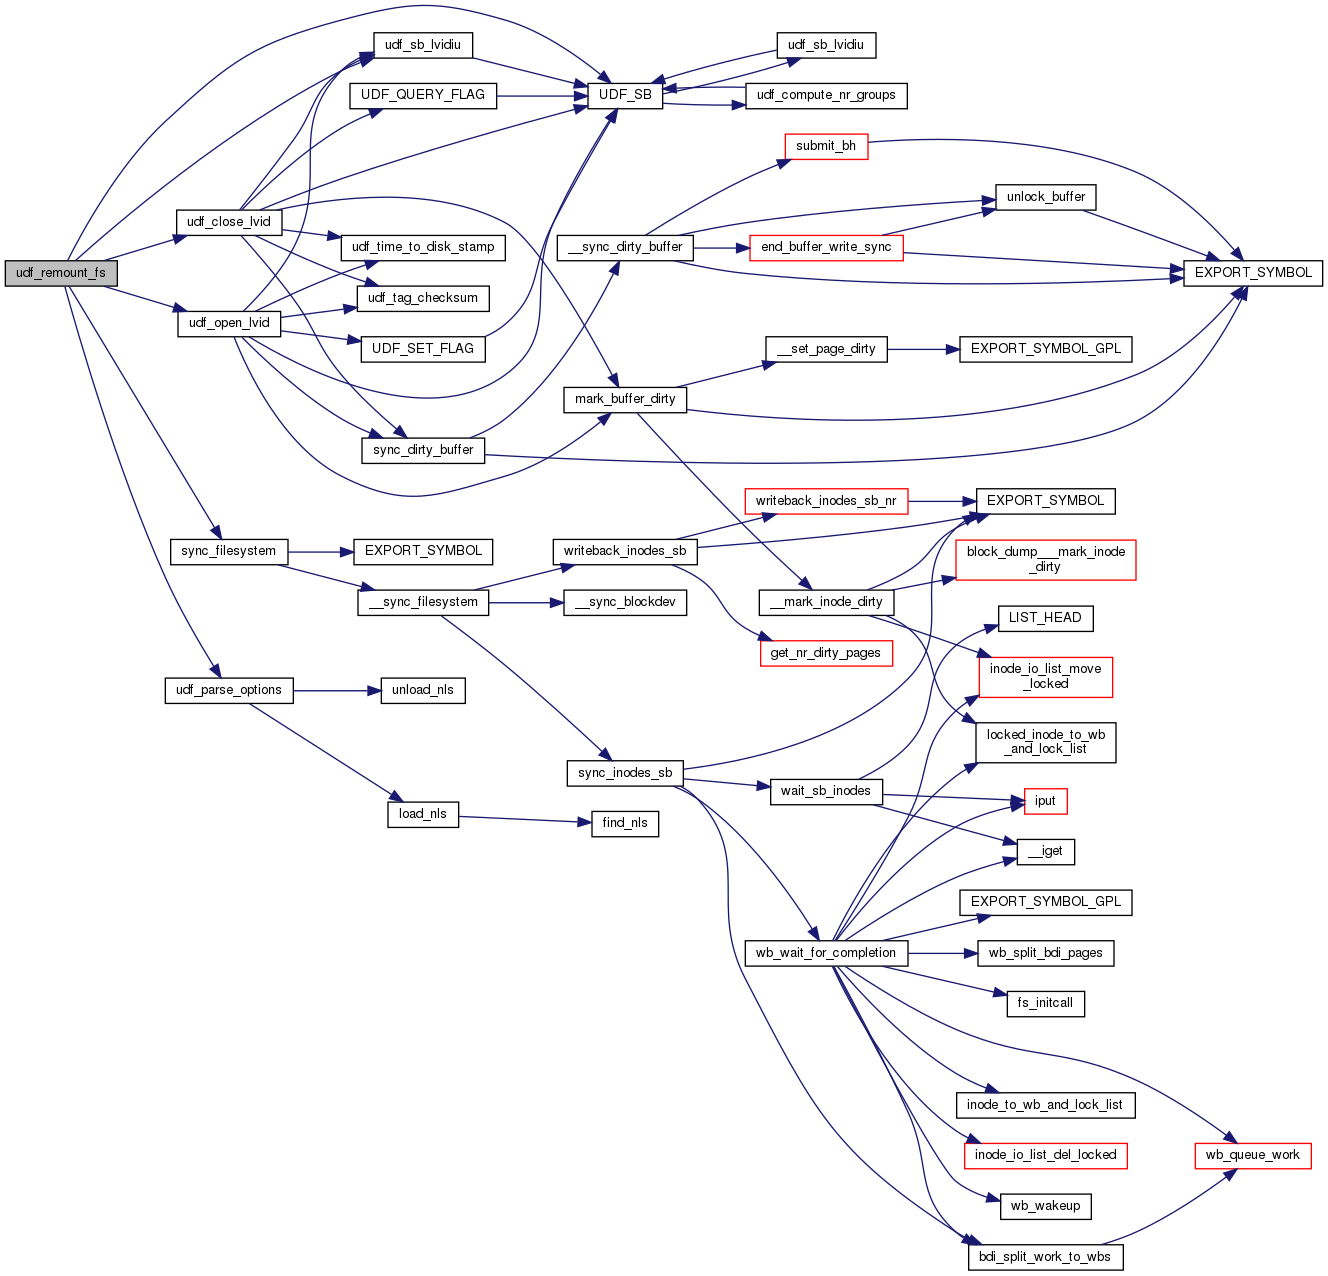 udf_sb_lvidiu
udf_sb_lvidiu
UDF_QUERY_FLAG
UDF_SB
udf_compute_nr_groups
submit_bh
unlock_buffer
udf_close_lvid
udf_time_to_disk_stamp
__sync_dirty_buffer
end_buffer_write_sync
udf_remount_fs
EXPORT_SYMBOL
udf_tag_checksum
udf_open_lvid
UDF_SET_FLAG
__set_page_dirty
EXPORT_SYMBOL_GPL
mark_buffer_dirty
sync_dirty_buffer
writeback_inodes_sb_nr
EXPORT_SYMBOL
sync_filesystem
EXPORT_SYMBOL
writeback_inodes_sb
block_dump___mark_inode
_dirty
__sync_filesystem
__sync_blockdev
__mark_inode_dirty
LIST_HEAD
get_nr_dirty_pages
inode_io_list_move
_locked
udf_parse_options
unload_nls
locked_inode_to_wb
_and_lock_list
sync_inodes_sb
wait_sb_inodes
iput
load_nls
find_nls
__iget
EXPORT_SYMBOL_GPL
wb_wait_for_completion
wb_split_bdi_pages
fs_initcall
inode_to_wb_and_lock_list
inode_io_list_del_locked
wb_queue_work
wb_wakeup
bdi_split_work_to_wbs